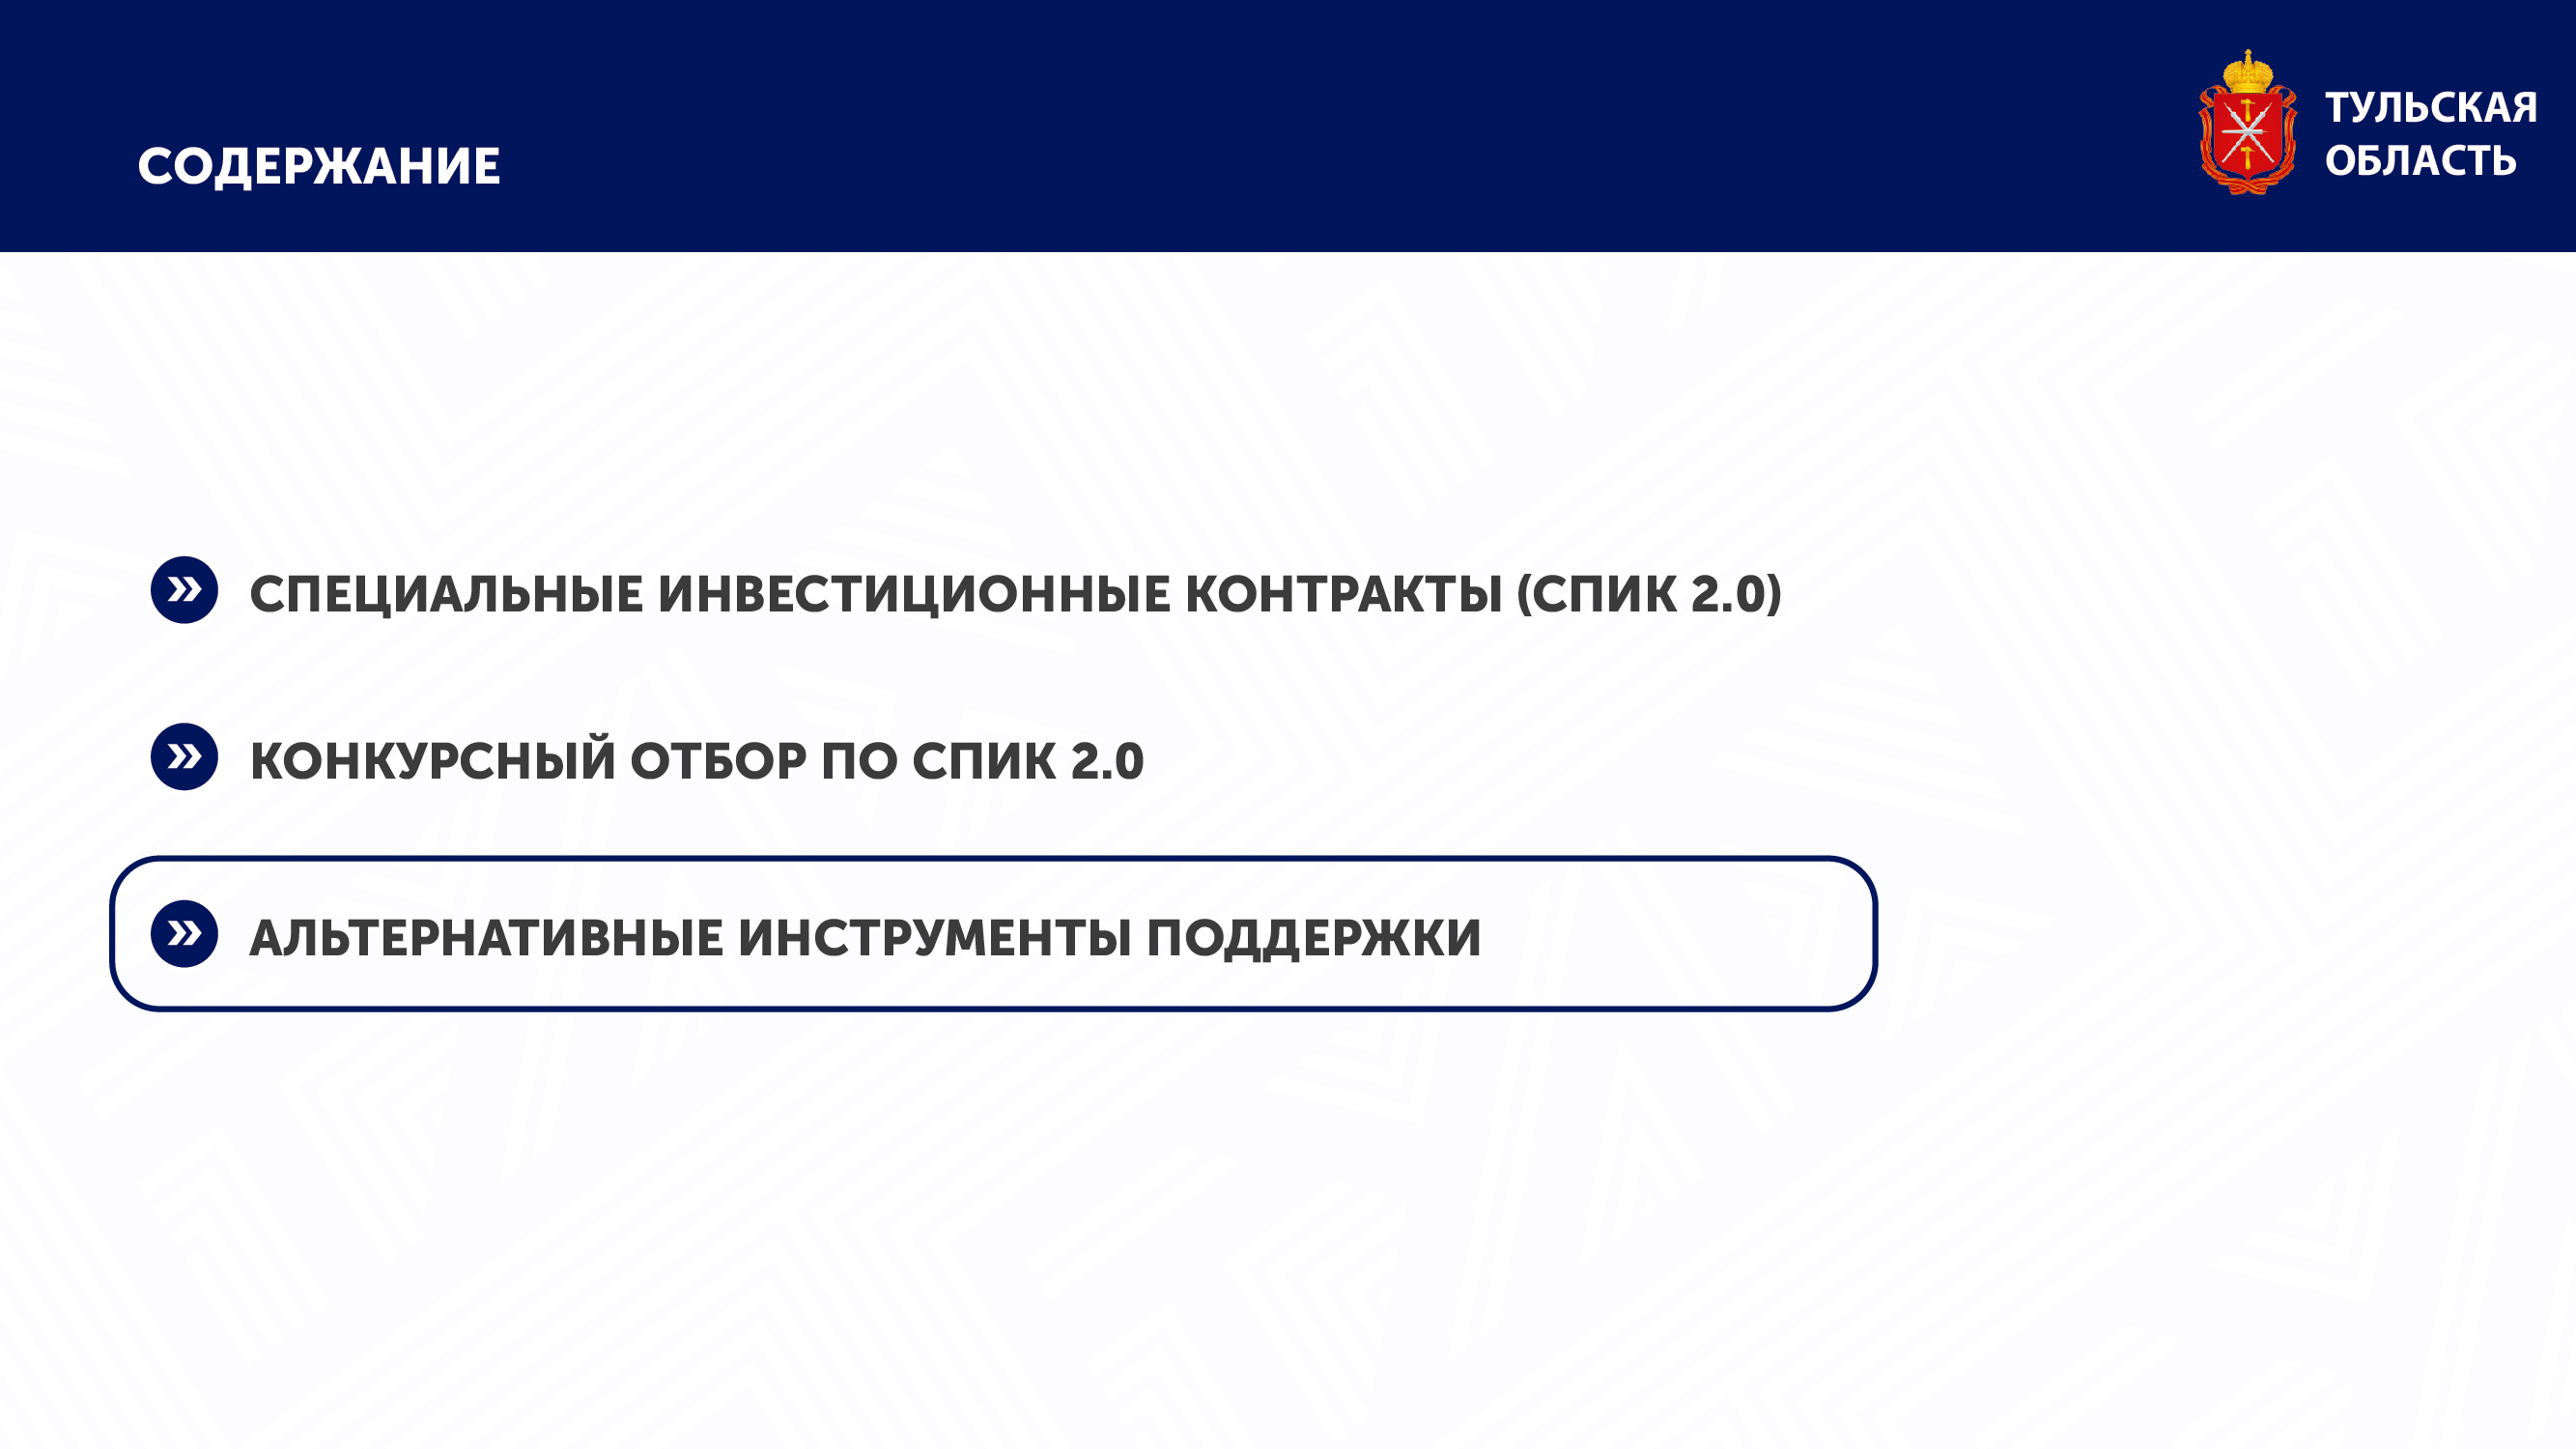 СОДЕРЖАНИЕ
ТУЛЬСКАЯ
ОБЛАСТЬ
СПЕЦИАЛЬНЫЕ ИНВЕСТИЦИОННЫЕ КОНТРАКТЫ (СПИК 2.0)
КОНКУРСНЫЙ ОТБОР ПО СПИК 2.0
АЛЬТЕРНАТИВНЫЕ ИНСТРУМЕНТЫ ПОДДЕРЖКИ